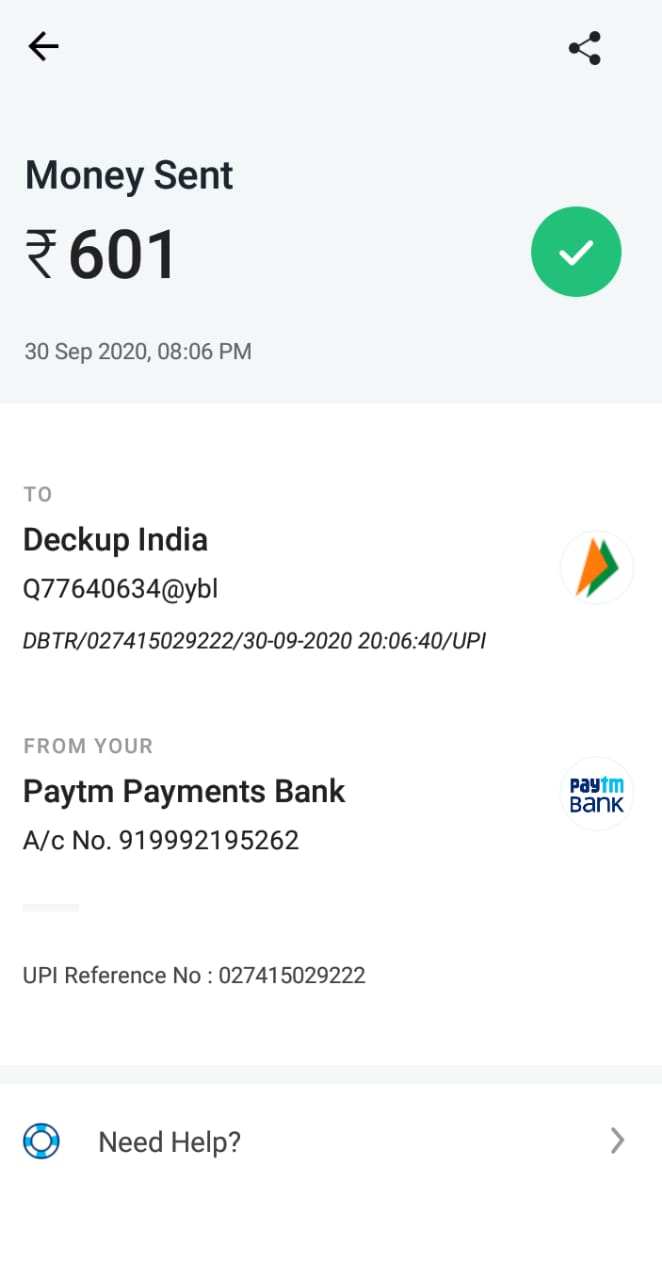 Money Sent
₹601
30 Sep 2020, 08:06 PM
TO
Deckup India
Q77640634@ybl
DBTR/027415029222/30-09-2020 20:06:40/UPI
FROM YOUR
Paytm Payments Bank
paytm
Bank
A/c No. 919992195262
UPI Reference No : 027415029222
Need Help?